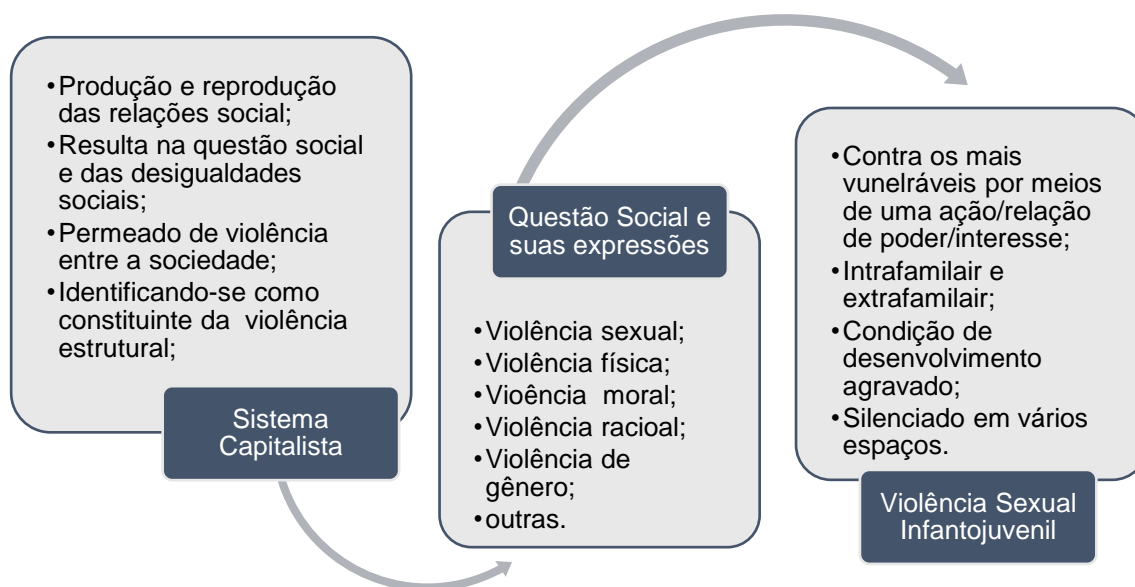 •Produção e reprodução
das relações social;
•Resulta na questão social
e das desigualdades
sociais;
•Permeado de violência
entre a sociedade;
•Identificando-se como
constituinte da violência
estrutural;
Sistema
Capitalista
Questão Social e
suas expressões
•Violência sexual;
•Violência física;
•Vioência moral;
•Violência racioal;
•Violência de
gênero;
•outras.
•Contra os mais
vunelráveis por meios
de uma ação/relação
de poder/interesse;
•Intrafamilair e
extrafamilair;
•Condição de
desenvolvimento
agravado;
•Silenciado em vários
espaços.
Violência Sexual
Infantojuvenil